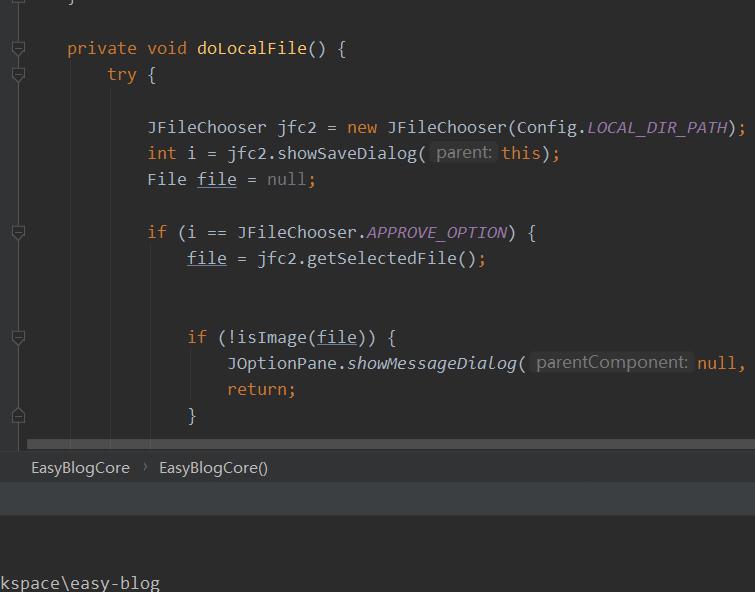 }
private void doLocalFile() {
try {
JFileChooser jfc2 = new JFileChooser(Config.LOCAL_DIR_PATH);
int i = jfc2.showSaveDialog( parent: this);
File file = null;
if (i == JFileChooser.APPROVE_OPTION) {
file = jfc2.getSelectedFile();
if (!isImage(file)) {
JOptionPane.showMessageDialog( parentComponent: null,
return;
}
EasyBlogCore › EasyBlogCore()
kspace\easy-blog